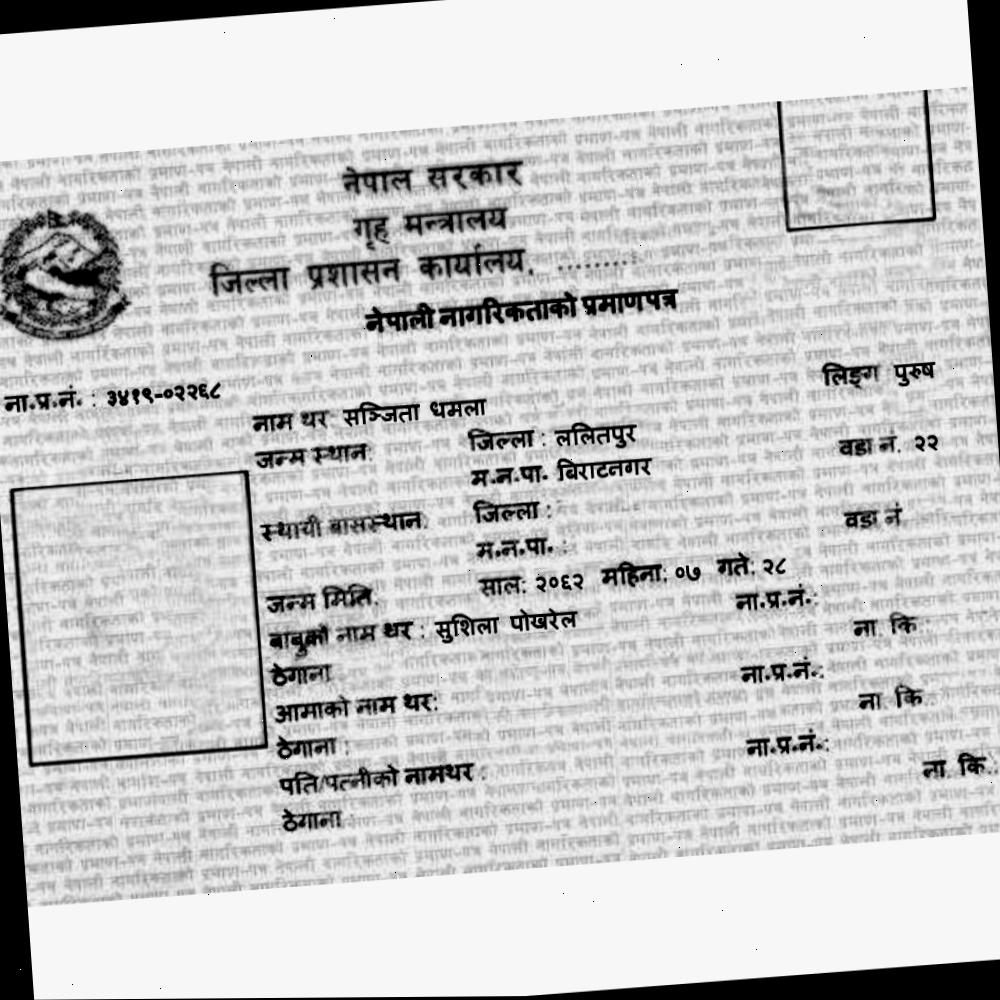 नेपाल सरकार
गृह मन्त्रालय
जिल्ला प्रशासन कार्यालय, ........
नेपाली नागरिकताको प्रमाणपत्र
ना.प्र.नं. : ३४१९-०२२६८
लिङ्ग पुरुष
नाम थर सञ्जिता धमला
जन्म स्थान: जिल्ला : ललितपुर
म.न.पा. बिराटनगर वडा नं. २२
स्थायी बासस्थान: जिल्ला :
म.न.पा. : वडा नं
जन्म मिति: साल: २०६२ महिना: ०७ गते: २८
बाबुको नाम थर : सुशिला पोखरेल ना.प्र.नं.:
ठेगाना ना. कि :
आमाको नाम थर: ना.प्र.नं.:
ठेगाना : ना. कि :
पति/पत्नीको नामथर : ना.प्र.नं.:
ठेगाना : ना. कि :